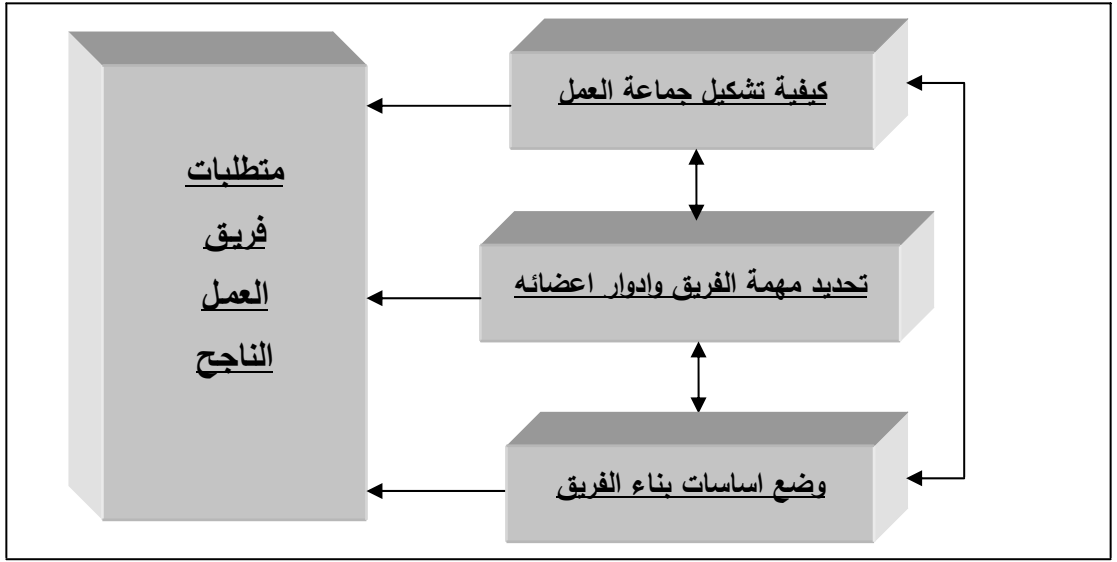 كيفية تشكيل جماعة العمل
تحديد مهمة الفريق وادوار اعضائه
وضع اساسات بناء الفريق
متطلبات
فريق
العمل
الناجح